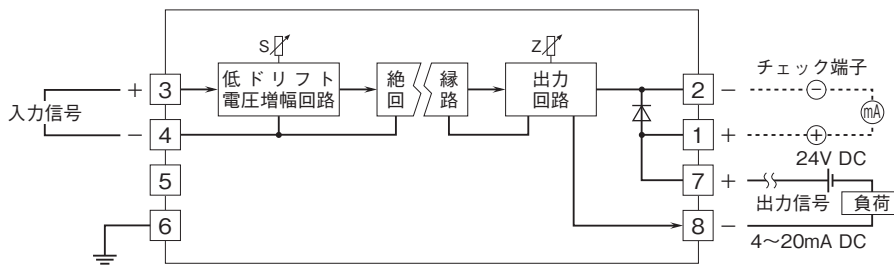 S
Z
+
3
低ドリフト
電圧増幅回路
絶
回
縁
路
出力
回路
2
−
チェック端子
−
mA
入力信号
−
4
1
+
+
24V DC
5
7
+
出力信号
負荷
6
8
−
4〜20mA DC